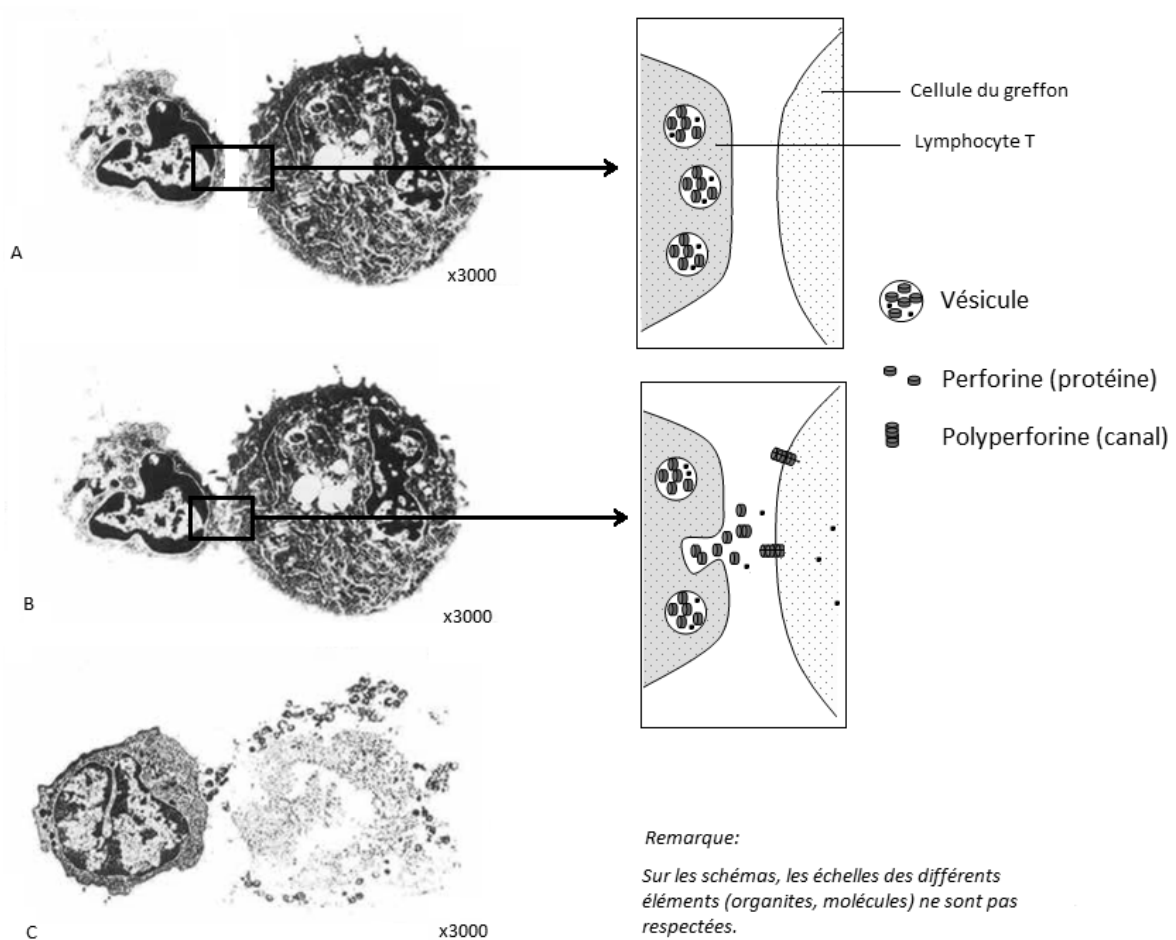 Cellule du greffon
Lymphocyte T
A
x3000
Vésicule
Perforine (protéine)
Polyperforine (canal)
B
x3000
Remarque:
Sur les schémas, les échelles des différents
éléments (organites, molécules) ne sont pas
respectées.
C
x3000